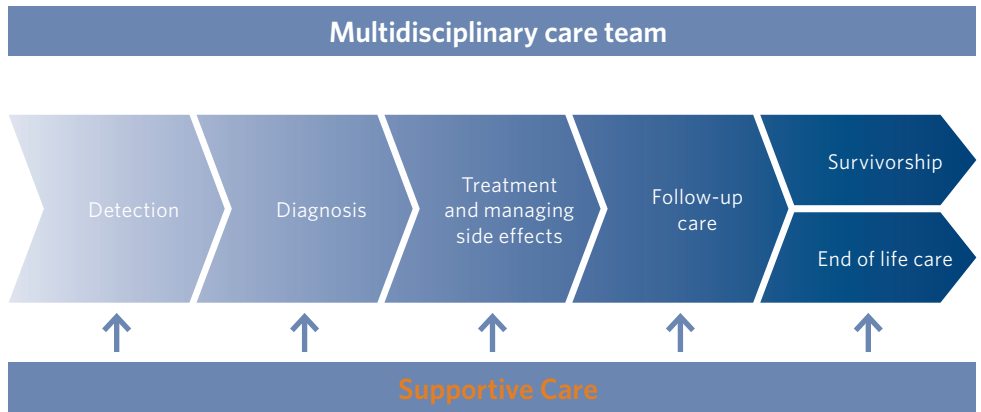 Multidisciplinary care team
Detection
Diagnosis
Treatment
and managing
side effects
Follow-up
care
Survivorship
End of life care
Supportive Care